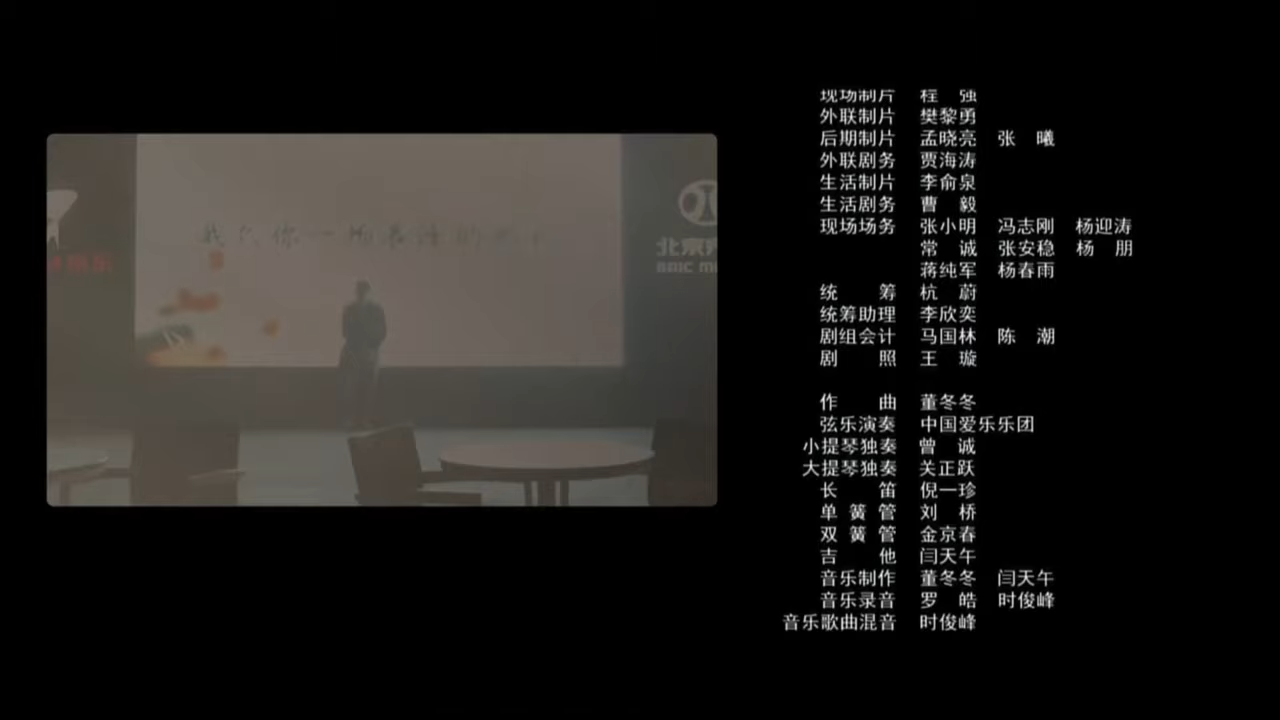 现场制片 程 强
外联制片 樊黎勇
后期制片 孟晓亮 张 曦
外联剧务 贾海涛
生活制片 李俞泉
生活剧务 曹 毅
现场场务 张小明 冯志刚 杨迎涛
常 诚 张安稳 杨 朋
蒋纯军 杨春雨
统 筹 杭 蔚
统筹助理 李欣奕
剧组会计 马国林 陈 潮
剧 照 王 璇
作 曲 董冬冬
弦乐演奏 中国爱乐乐团
小提琴独奏 曾 诚
大提琴独奏 关正跃
长 笛 倪一珍
单 簧 管 刘 桥
双 簧 管 金京春
吉 他 闫天午
音乐制作 董冬冬 闫天午
音乐录音 罗 皓 时俊峰
音乐歌曲混音 时俊峰
北京